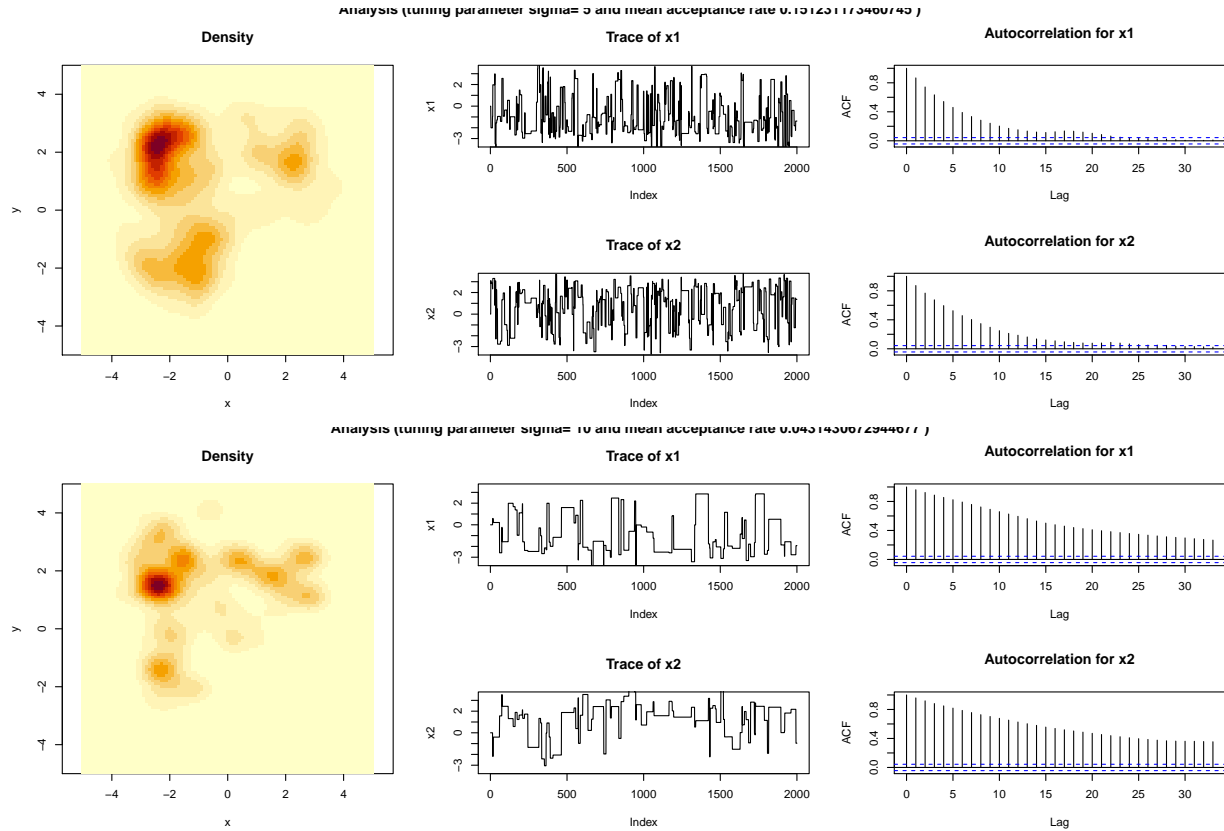 Analysis (tuning parameter sigma= 5 and mean acceptance rate 0.151231173460745 )
Density
4
2
0
−2
−4
y
−4 −2 0 2 4
x
Trace of x1
x1
2
0
−3
0 500 1000 1500 2000
Index
Autocorrelation for x1
ACF
0.8
0.4
0.0
0 5 10 15 20 25 30
Lag
Trace of x2
x2
2
0
−3
0 500 1000 1500 2000
Index
Autocorrelation for x2
ACF
0.8
0.4
0.0
0 5 10 15 20 25 30
Lag
Analysis (tuning parameter sigma= 10 and mean acceptance rate 0.0431430672944677 )
Density
4
2
0
−2
−4
y
−4 −2 0 2 4
x
Trace of x1
x1
2
0
−3
0 500 1000 1500 2000
Index
Autocorrelation for x1
ACF
0.8
0.4
0.0
0 5 10 15 20 25 30
Lag
Trace of x2
x2
2
0
−3
0 500 1000 1500 2000
Index
Autocorrelation for x2
ACF
0.8
0.4
0.0
0 5 10 15 20 25 30
Lag